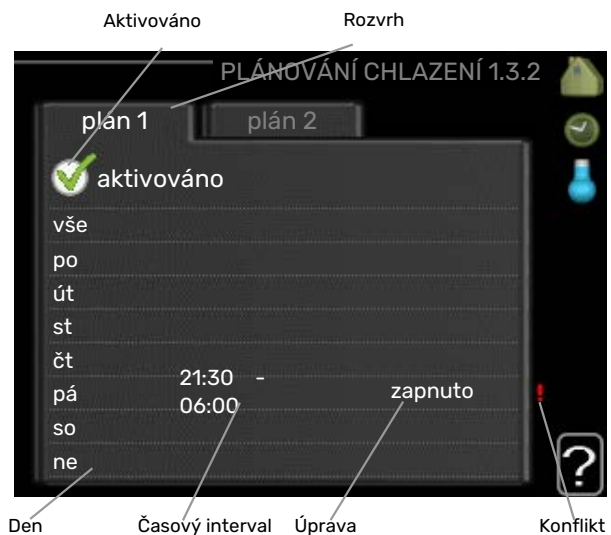 Aktivováno Rozvrh
PLÁNOVÁNÍ CHLAZENÍ 1.3.2
plán 1 plán 2
aktivováno
vše
po
út
st
čt
pá 21:30 - zapnuto
06:00
so
ne
?
Den Časový interval Úprava Konflikt